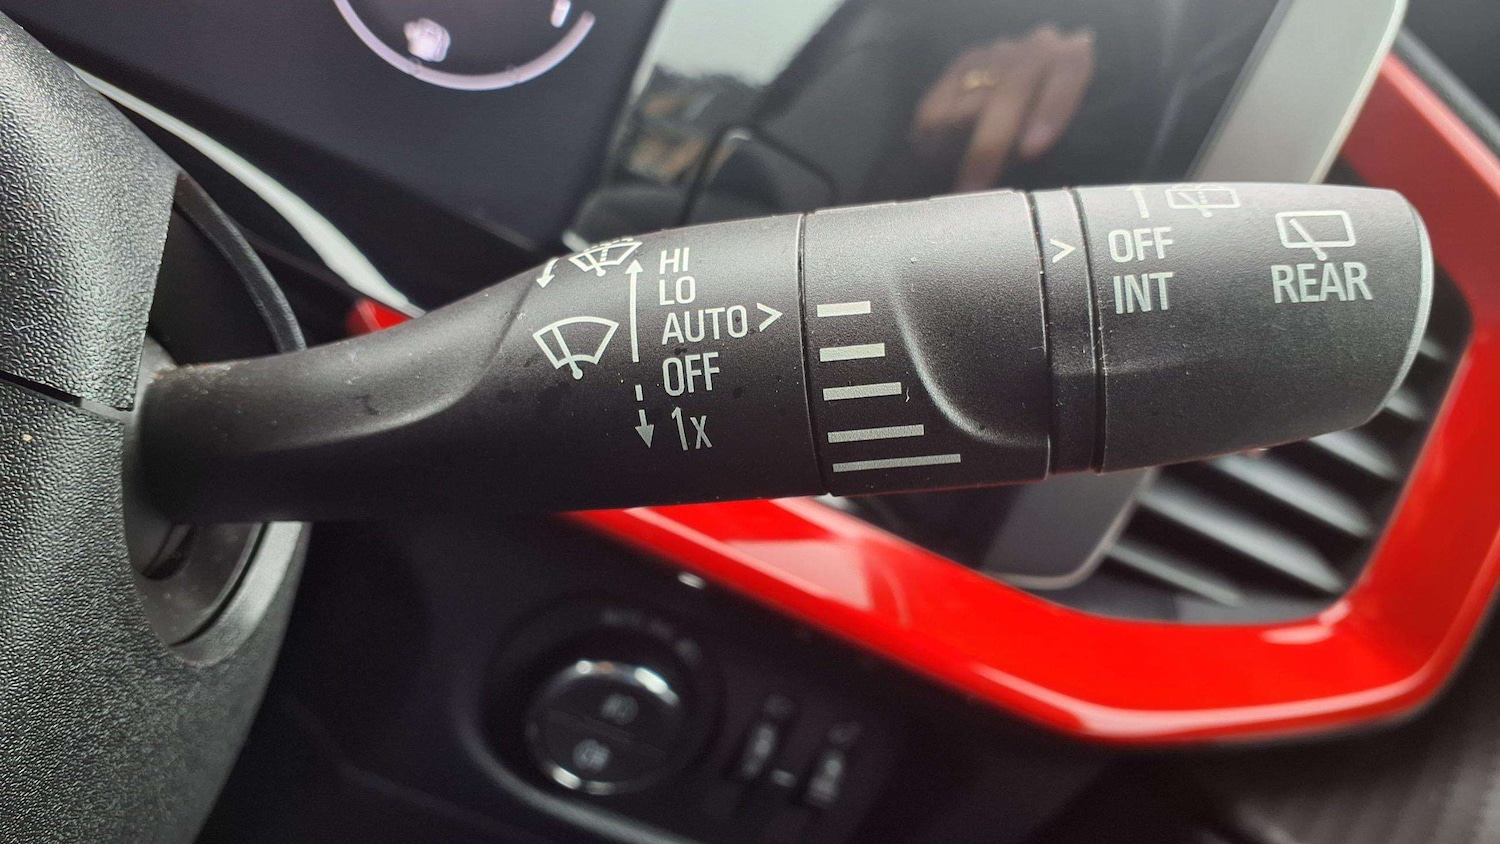 HI
LO
AUTO >
OFF
1x
> OFF
INT
REAR